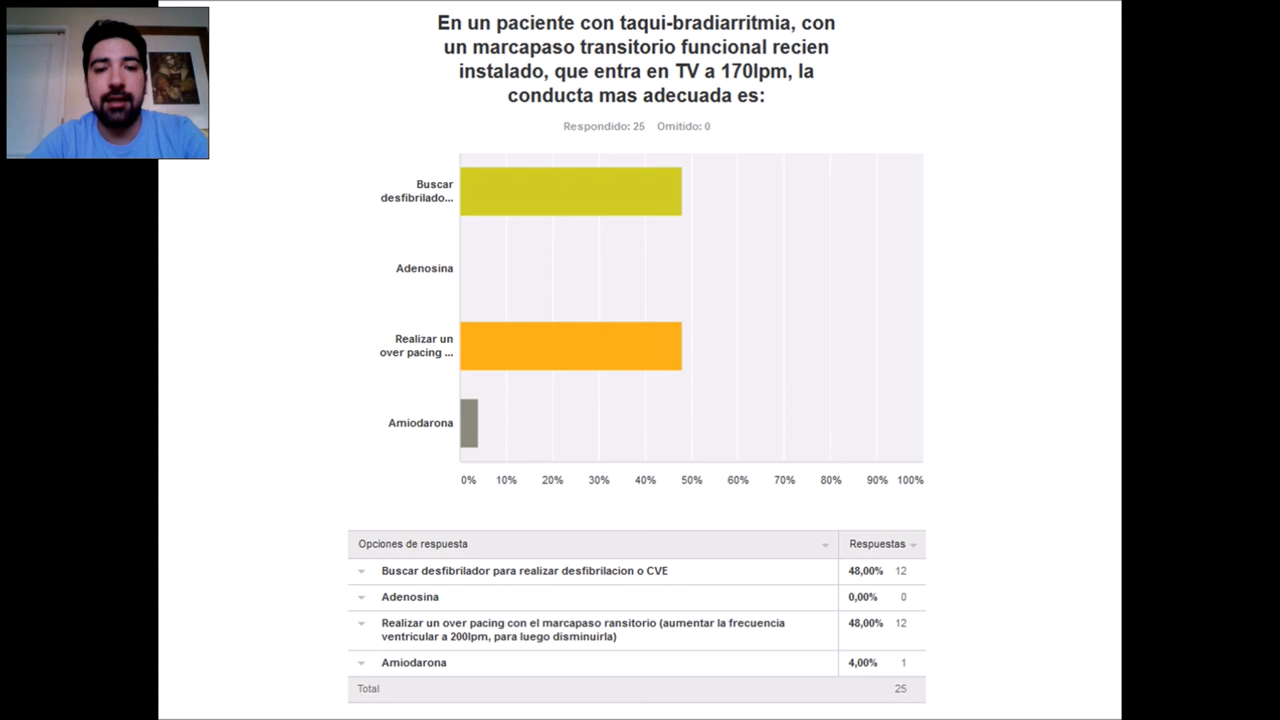 En un paciente con taqui-bradiarritmia, con
un marcapaso transitorio funcional recien
instalado, que entra en TV a 170lpm, la
conducta mas adecuada es:
Respondido: 25 Omitido: 0
Buscar
desfibrilado...
Adenosina
Realizar un
over pacing ...
Amiodarona
0% 10% 20% 30% 40% 50% 60% 70% 80% 90% 100%
Opciones de respuesta Respuestas
Buscar desfibrilador para realizar desfibrilacion o CVE 48,00% 12
Adenosina 0,00% 0
Realizar un over pacing con el marcapaso ransitorio (aumentar la frecuencia 48,00% 12
ventricular a 200lpm, para luego disminuirla)
Amiodarona 4,00% 1
Total 25